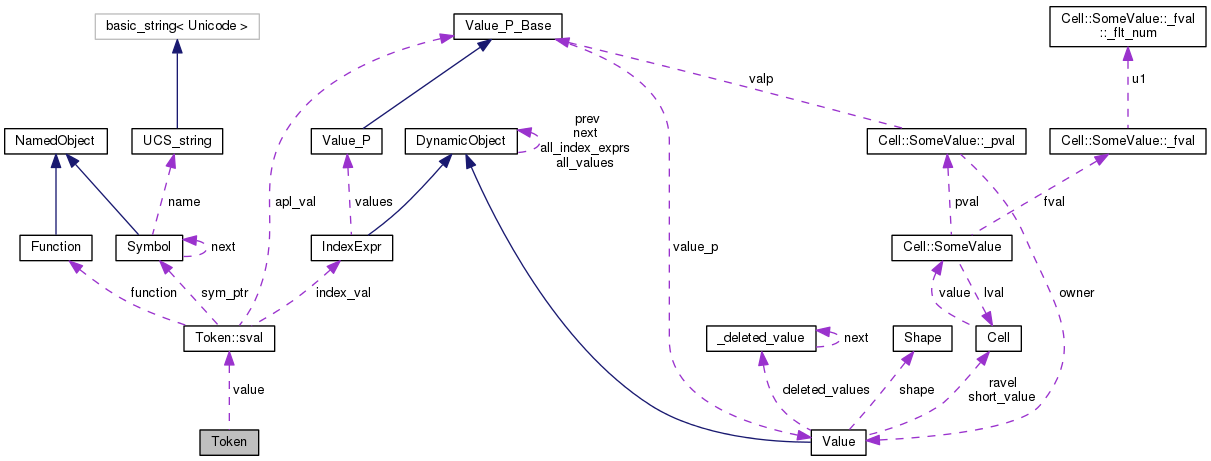 basic_string< Unicode >
Value_P_Base
Cell::SomeValue::_fval
::_flt_num
valp
u1
prev
next
all_index_exprs
all_values
NamedObject
UCS_string
Value_P
DynamicObject
Cell::SomeValue::_pval
Cell::SomeValue::_fval
name
apl_val
values
pval
fval
Function
Symbol
next
IndexExpr
value_p
Cell::SomeValue
function
sym_ptr
index_val
value
lval
owner
Token::sval
_deleted_value
next
Shape
Cell
value
deleted_values
shape
ravel
short_value
Token
Value